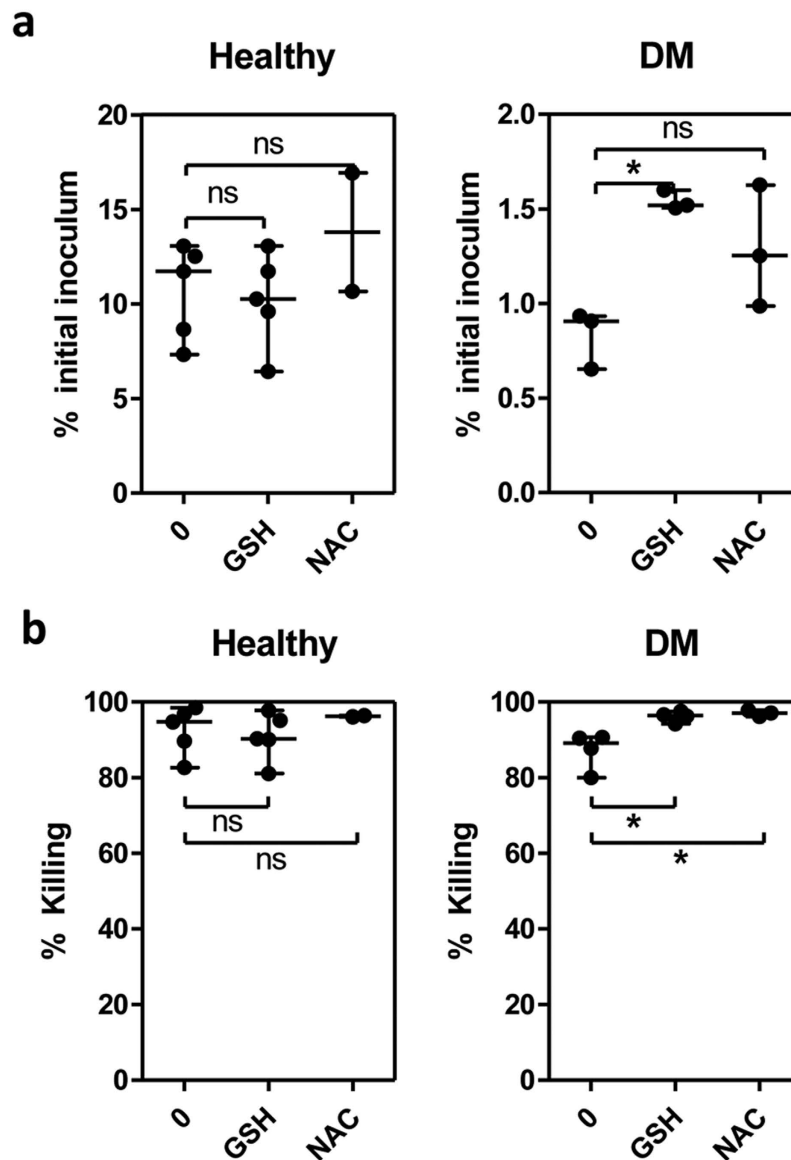 a
Healthy
DM
% initial inoculum
20
15
10
5
0
ns
ns
0
GSH
NAC
% initial inoculum
2.0
1.5
1.0
0.5
0.0
ns
*
0
GSH
NAC
b
Healthy
DM
% Killing
100
80
60
40
20
0
ns
ns
0
GSH
NAC
% Killing
100
80
60
40
20
0
*
*
0
GSH
NAC